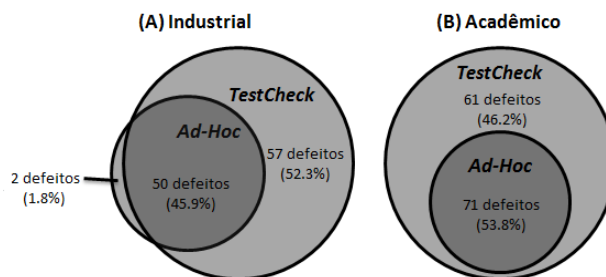 (A) Industrial
TestCheck
Ad-Hoc
57 defeitos
(52.3%)
2 defeitos
(1.8%)
50 defeitos
(45.9%)
(B) Acadêmico
TestCheck
61 defeitos
(46.2%)
Ad-Hoc
71 defeitos
(53.8%)